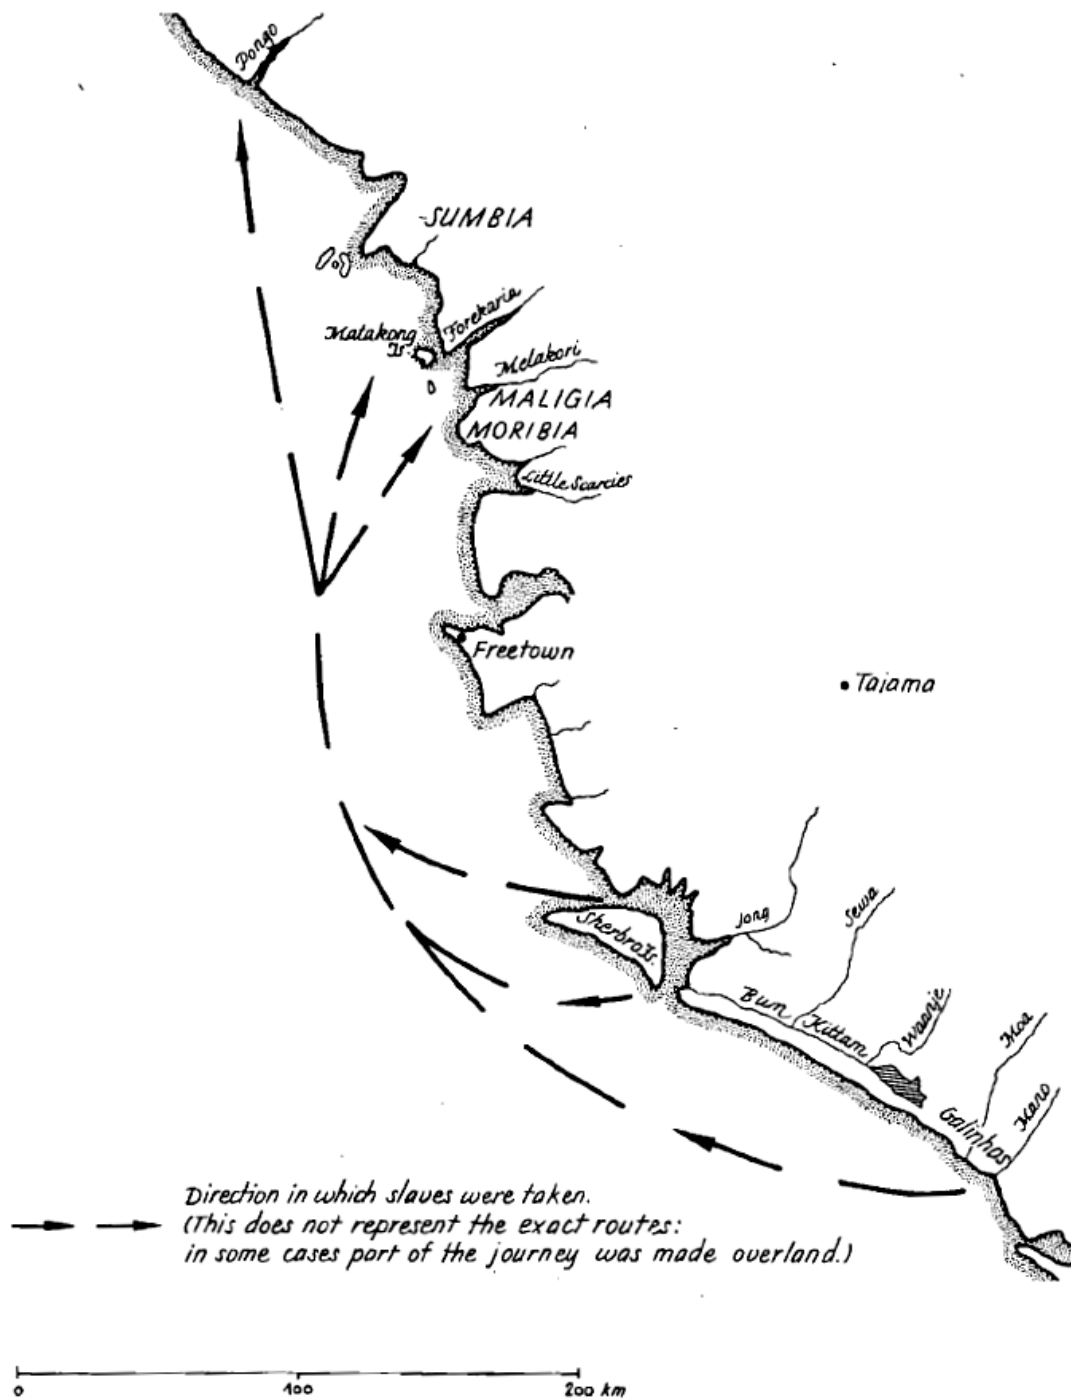 Pongo
SUMBIA
Forekaria
Matakong
Is.
Melakori
MALIGIA
MORIBIA
Little Scarcies
Freetown
Taiama
Jong
Sewa
Sherbro Is.
Bum
Kittam
Waanje
Moa
Mano
Galinhas
Direction in which slaves were taken.
(This does not represent the exact routes:
in some cases part of the journey was made overland.)
0 100 200 km